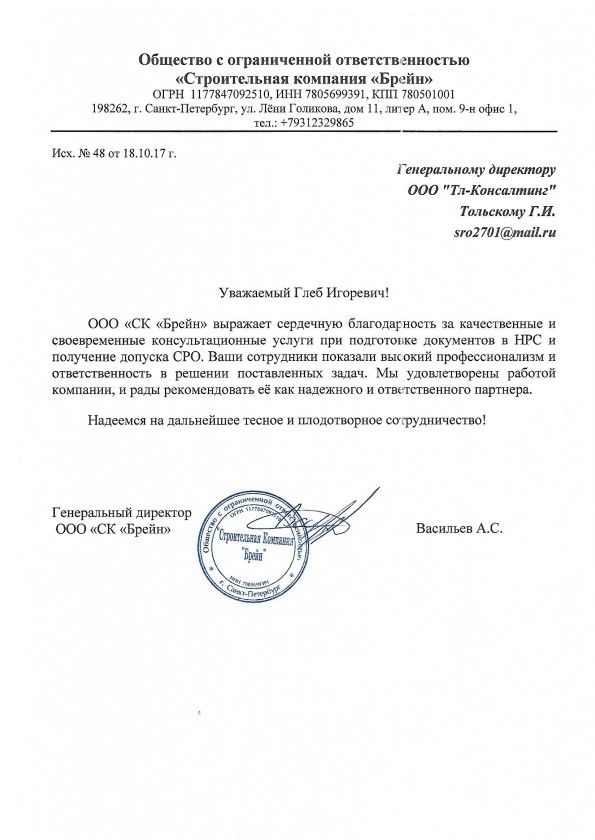 Общество с ограниченной ответственностью
«Строительная компания «Брейн»
ОГРН 1177847092510, ИНН 7805699391, КПП 780501001
198262, г. Санкт-Петербург, ул. Лёни Голикова, дом 11, литер А, пом. 9-н офис 1,
тел.: +79312329865
Исх. № 48 от 18.10.17 г.
Генеральному директору
ООО "Тл-Консалтинг"
Тольскому Г.И.
sro2701@mail.ru
Уважаемый Глеб Игоревич!
ООО «СК «Брейн» выражает сердечную благодарность за качественные и
своевременные консультационные услуги при подготовке документов в НРС и
получение допуска СРО. Ваши сотрудники показали высокий профессионализм и
ответственность в решении поставленных задач. Мы удовлетворены работой
компании, и рады рекомендовать её как надежного и ответственного партнера.
Надеемся на дальнейшее тесное и плодотворное сотрудничество!
Генеральный директор
ООО «СК «Брейн»
Васильев А.С.
Общество с ограниченной ответственностью
ОГРН 1177847092510
Строительная Компания
"Брейн"
ИНН 7805699391
г. Санкт-Петербург